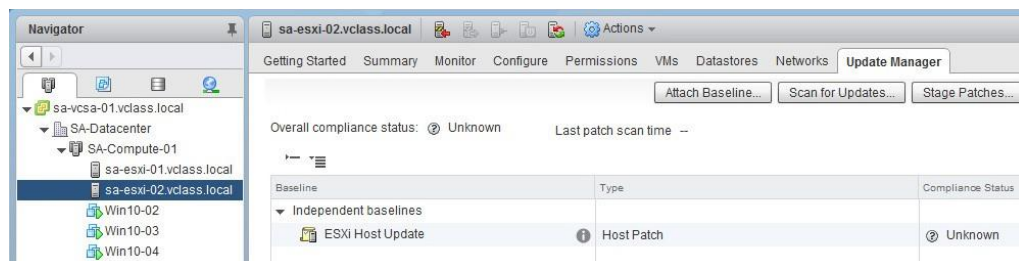 Navigator
sa-esxi-02.vclass.local Actions
Getting Started Summary Monitor Configure Permissions VMs Datastores Networks Update Manager
Attach Baseline... Scan for Updates... Stage Patches...
sa-vcsa-01.vclass.local
SA-Datacenter
SA-Compute-01
sa-esxi-01.vclass.local
sa-esxi-02.vclass.local
Win10-02
Win10-03
Win10-04
Overall compliance status: Unknown Last patch scan time --
Baseline Type Compliance Status
Independent baselines
ESXi Host Update Host Patch Unknown